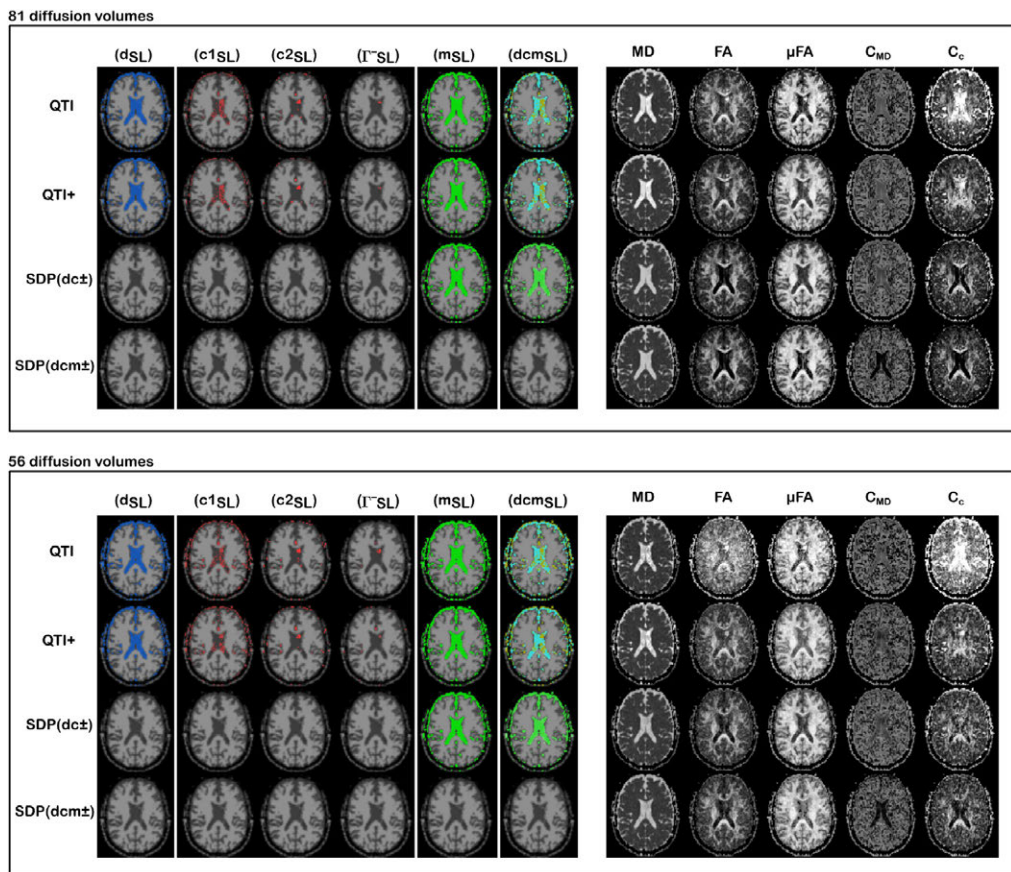 81 diffusion volumes
(dSL) (c1SL) (c2SL) (Γ⁻SL) (mSL) (dcmSL) MD FA µFA CMD Cc
QTI
QTI+
SDP(dc±)
SDP(dcm±)
56 diffusion volumes
(dSL) (c1SL) (c2SL) (Γ⁻SL) (mSL) (dcmSL) MD FA µFA CMD Cc
QTI
QTI+
SDP(dc±)
SDP(dcm±)